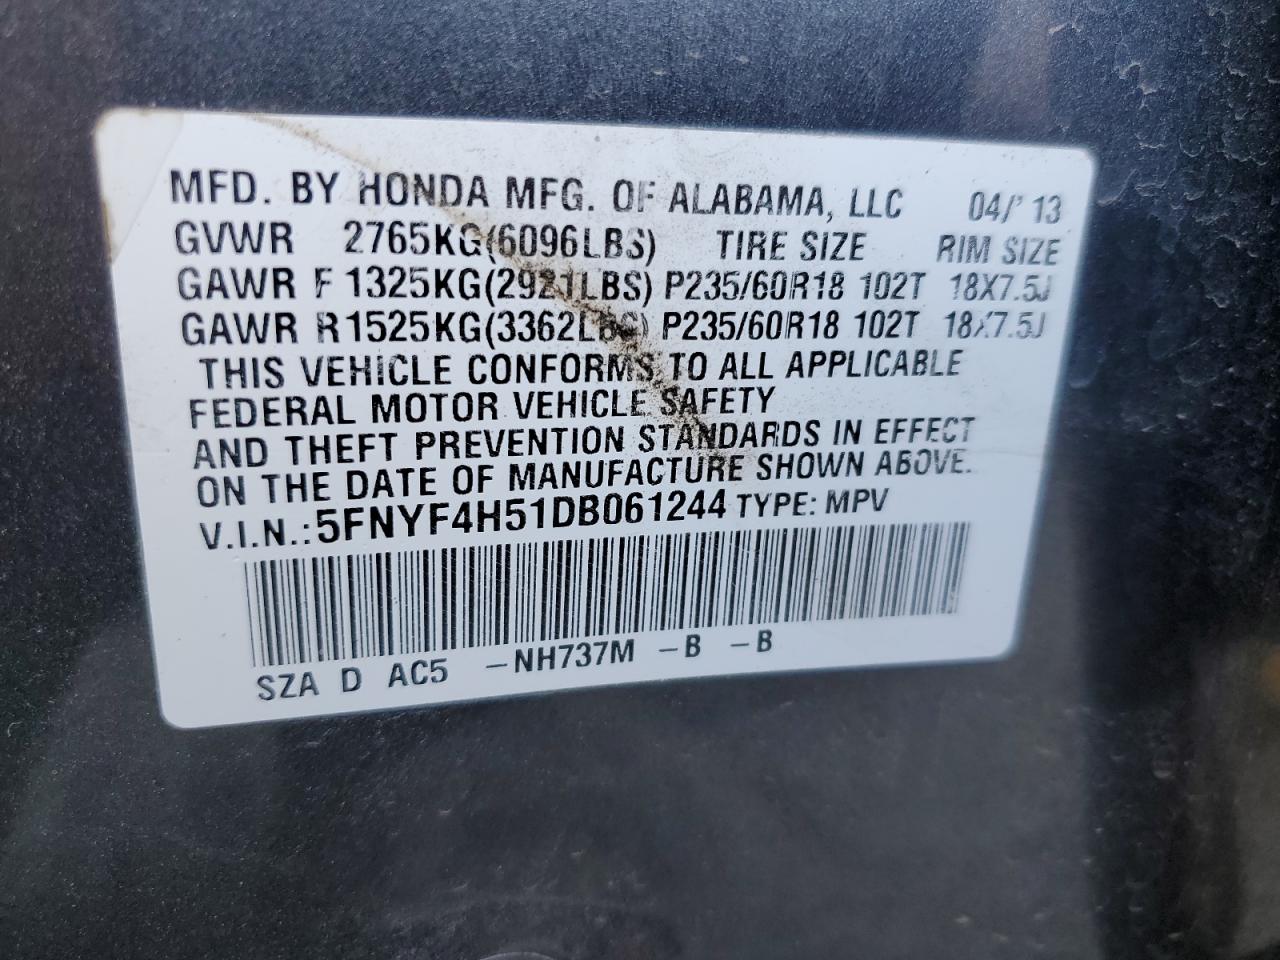 MFD. BY HONDA MFG. OF ALABAMA, LLC 04/'13
GVWR 2765KG(6096LBS) TIRE SIZE RIM SIZE
GAWR F 1325KG(2921LBS) P235/60R18 102T 18X7.5J
GAWR R 1525KG(3362LBS) P235/60R18 102T 18X7.5J
THIS VEHICLE CONFORMS TO ALL APPLICABLE
FEDERAL MOTOR VEHICLE SAFETY
AND THEFT PREVENTION STANDARDS IN EFFECT
ON THE DATE OF MANUFACTURE SHOWN ABOVE.
V.I.N.:5FNYF4H51DB061244 TYPE: MPV
SZA D AC5 –NH737M –B –B